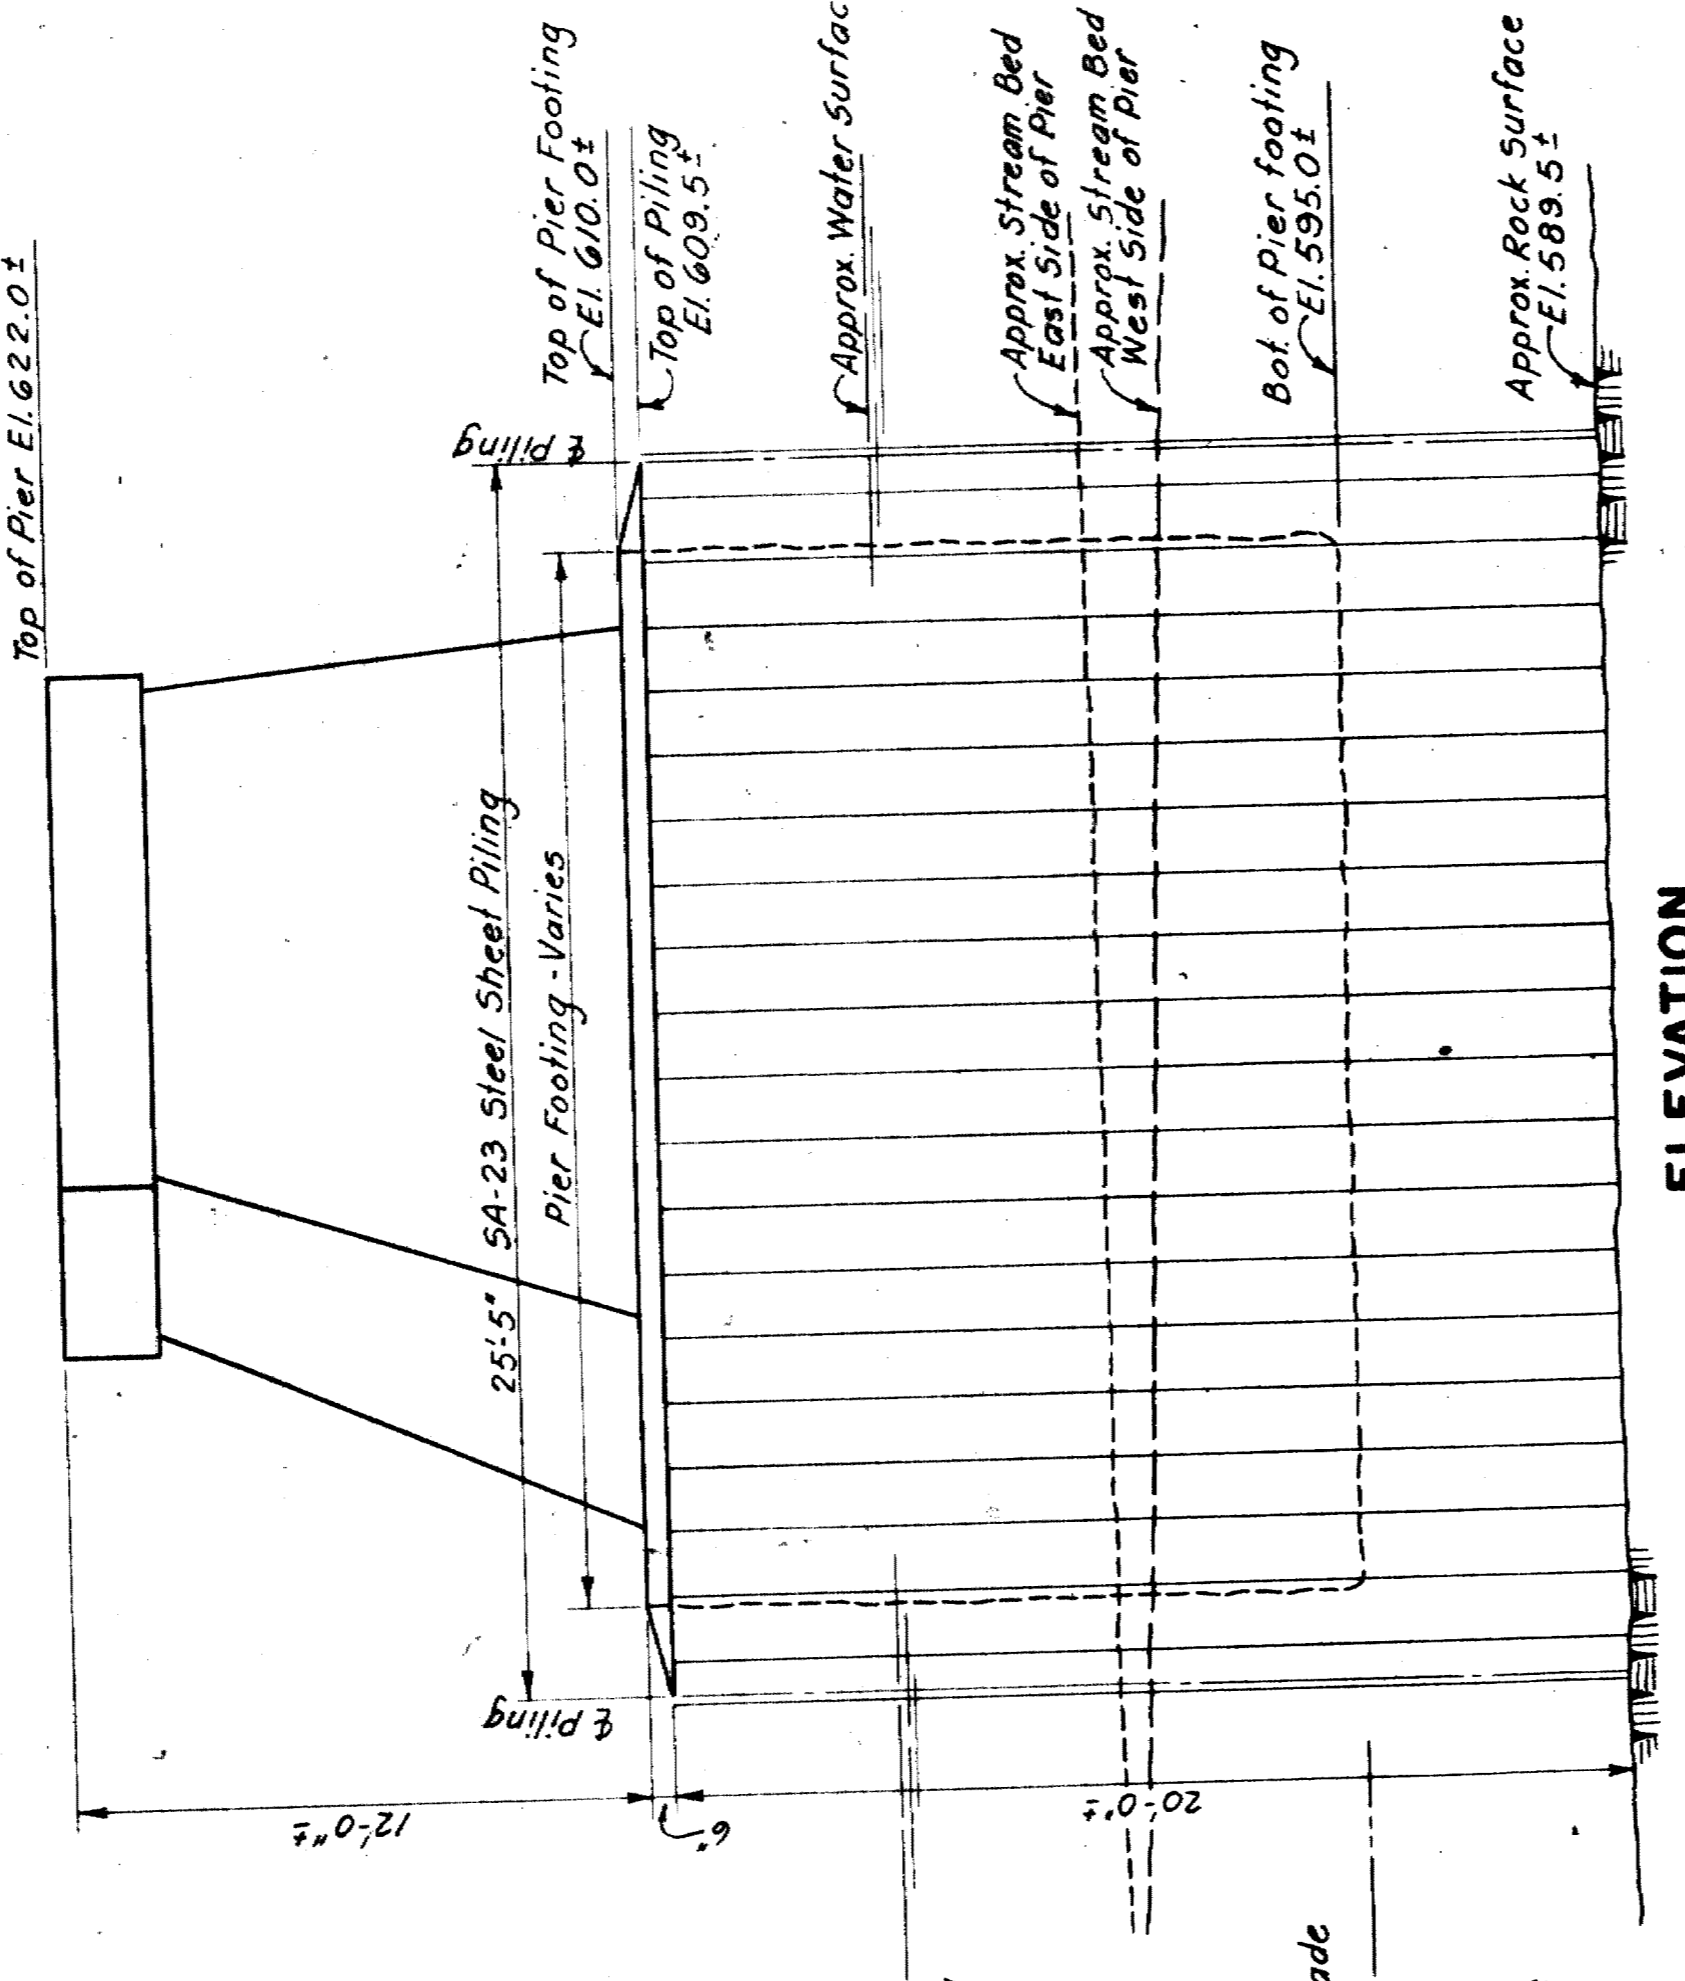 Top of Pier El. 622.0±
Top of Pier Footing
El. 610.0±
Top of Piling
El. 609.5±
Approx. Water Surfac
Approx. Stream Bed
East Side of Pier
Approx. Stream Bed
West Side of Pier
Bot. of Pier footing
El. 595.0±
Approx. Rock Surface
El. 589.5±
℄ Piling
25'-5" SA-23 Steel Sheet Piling
Pier Footing - Varies
℄ Piling
12'-0"±
6"
20'-0"±
ade
ELEVATION